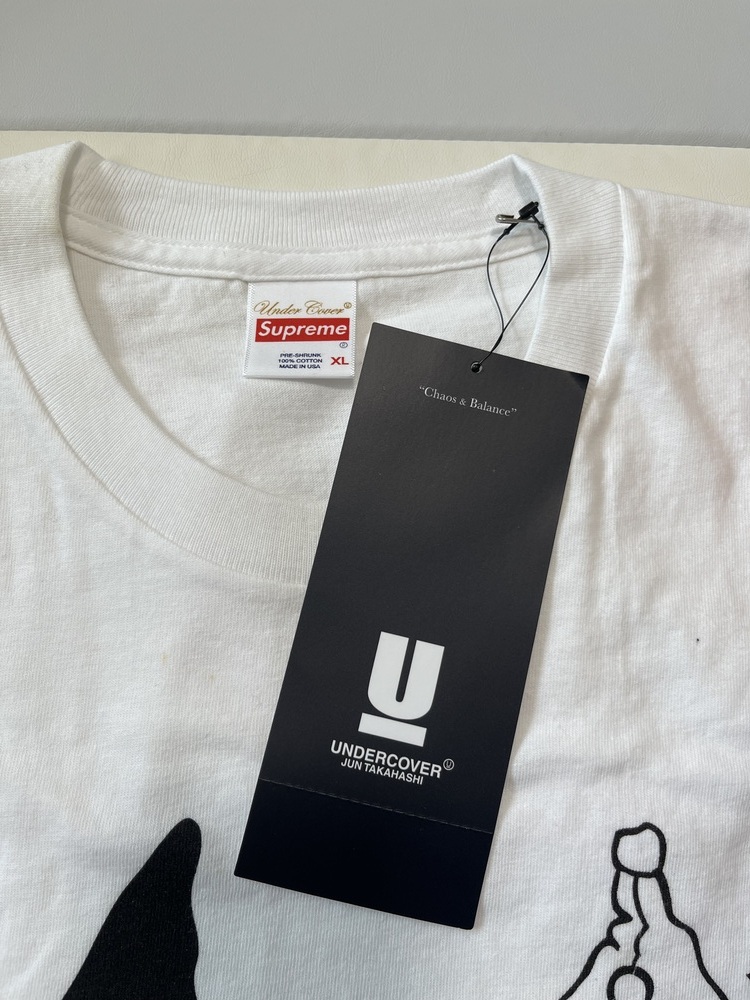 Under Cover
Supreme
PRE-SHRUNK
100% COTTON
MADE IN USA
XL
“Chaos & Balance”
U
UNDERCOVER Ⓤ
JUN TAKAHASHI